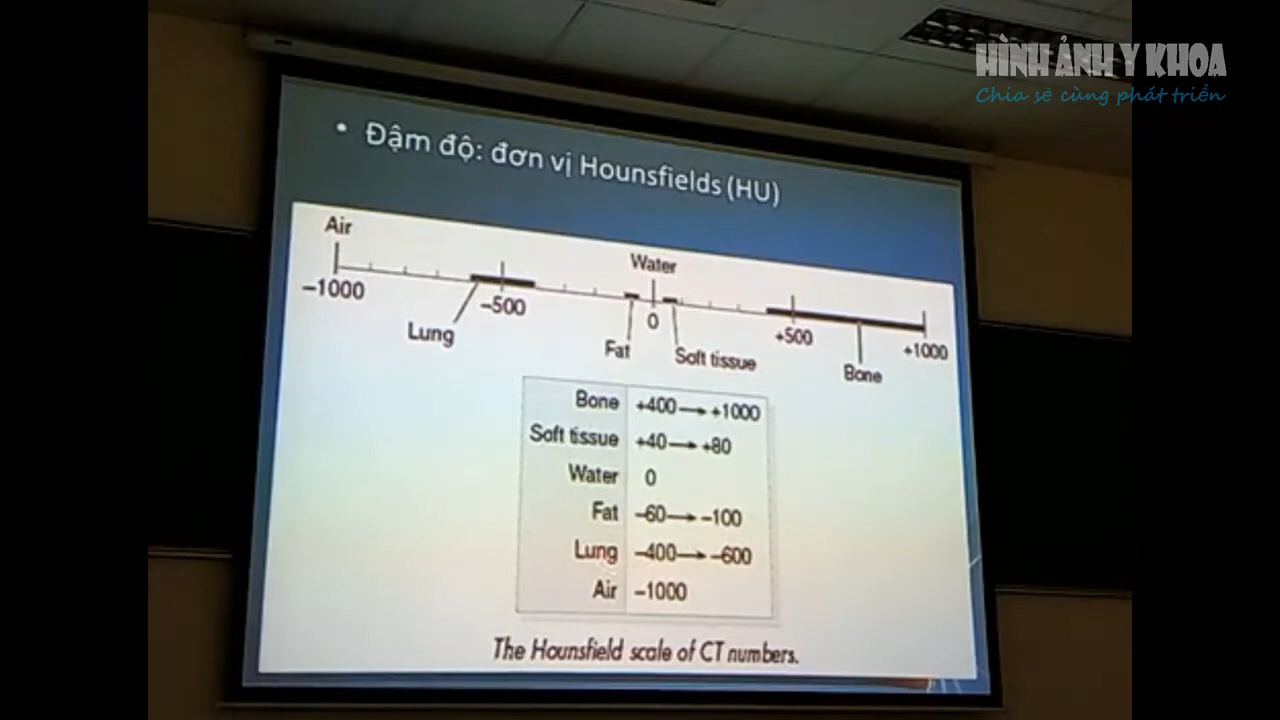 HÌNH ẢNH Y KHOA
Chia sẽ cùng phát triển
• Đậm độ: đơn vị Hounsfields (HU)
Air
Water
-1000
-500
0
+500
+1000
Lung
Fat
Soft tissue
Bone
Bone +400→+1000
Soft tissue +40→+80
Water 0
Fat -60→-100
Lung -400→-600
Air -1000
The Hounsfield scale of CT numbers.